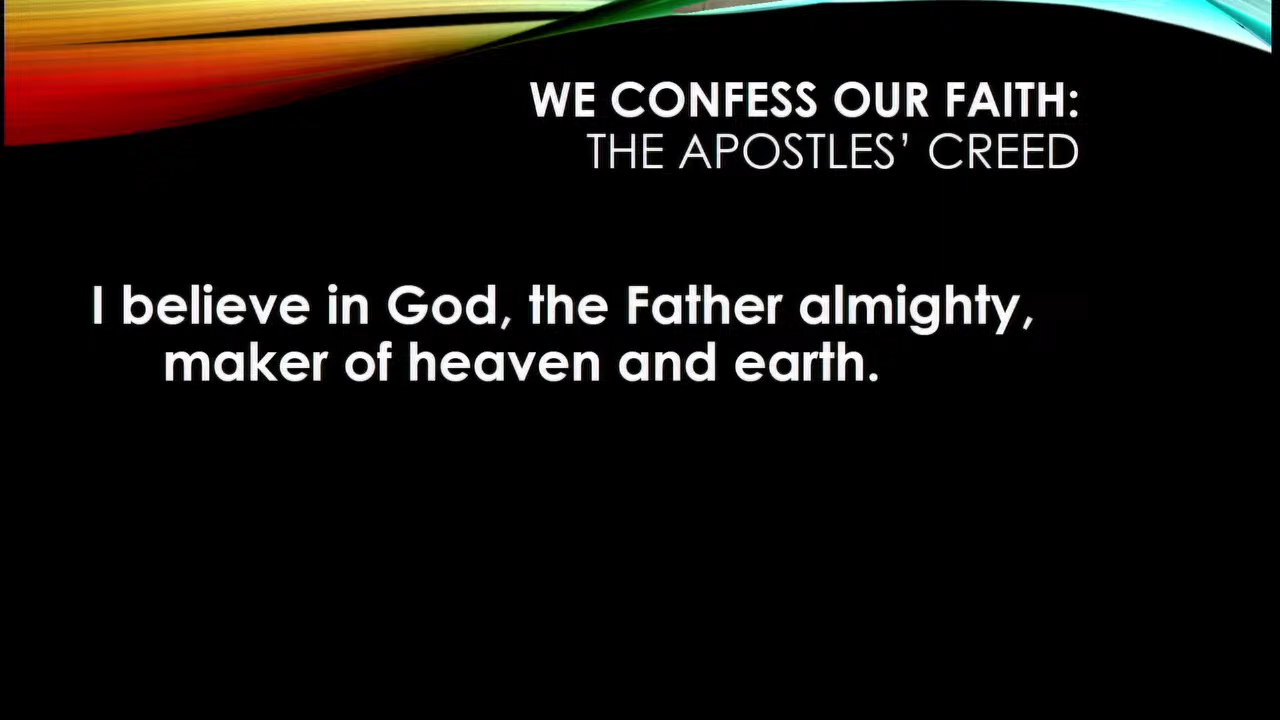 WE CONFESS OUR FAITH:
THE APOSTLES’ CREED
I believe in God, the Father almighty,
maker of heaven and earth.